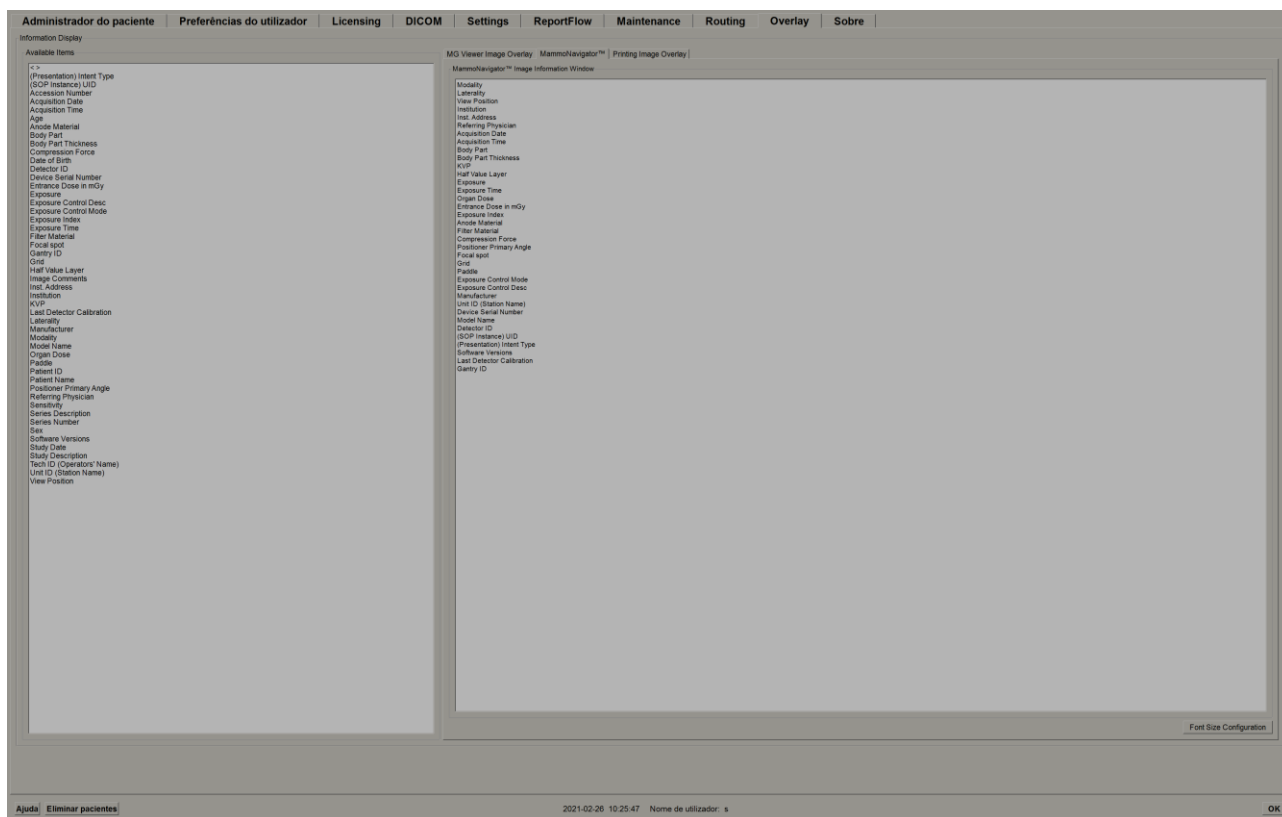 Administrador do paciente Preferências do utilizador Licensing DICOM Settings ReportFlow Maintenance Routing Overlay Sobre
Information Display
Available Items
< >
(Presentation) Intent Type
(SOP Instance) UID
Accession Number
Acquisition Date
Acquisition Time
Age
Anode Material
Body Part
Body Part Thickness
Compression Force
Date of Birth
Detector ID
Device Serial Number
Entrance Dose in mGy
Exposure
Exposure Control Desc
Exposure Control Mode
Exposure Index
Exposure Time
Filter Material
Focal spot
Gantry ID
Grid
Half Value Layer
Image Comments
Inst. Address
Institution
KVP
Last Detector Calibration
Laterality
Manufacturer
Modality
Model Name
Organ Dose
Paddle
Patient ID
Patient Name
Positioner Primary Angle
Referring Physician
Sensitivity
Series Description
Series Number
Sex
Software Versions
Study Date
Study Description
Tech ID (Operators' Name)
Unit ID (Station Name)
View Position
MG Viewer Image Overlay MammoNavigator™ Printing Image Overlay
MammoNavigator™ Image Information Window
Modality
Laterality
View Position
Institution
Inst. Address
Referring Physician
Acquisition Date
Acquisition Time
Body Part
Body Part Thickness
KVP
Half Value Layer
Exposure
Exposure Time
Organ Dose
Entrance Dose in mGy
Exposure Index
Anode Material
Filter Material
Compression Force
Positioner Primary Angle
Focal spot
Grid
Paddle
Exposure Control Mode
Exposure Control Desc
Manufacturer
Unit ID (Station Name)
Device Serial Number
Model Name
Detector ID
(SOP Instance) UID
(Presentation) Intent Type
Software Versions
Last Detector Calibration
Gantry ID
Font Size Configuration
Ajuda Eliminar pacientes 2021-02-26 10:25:47 Nome de utilizador: s OK